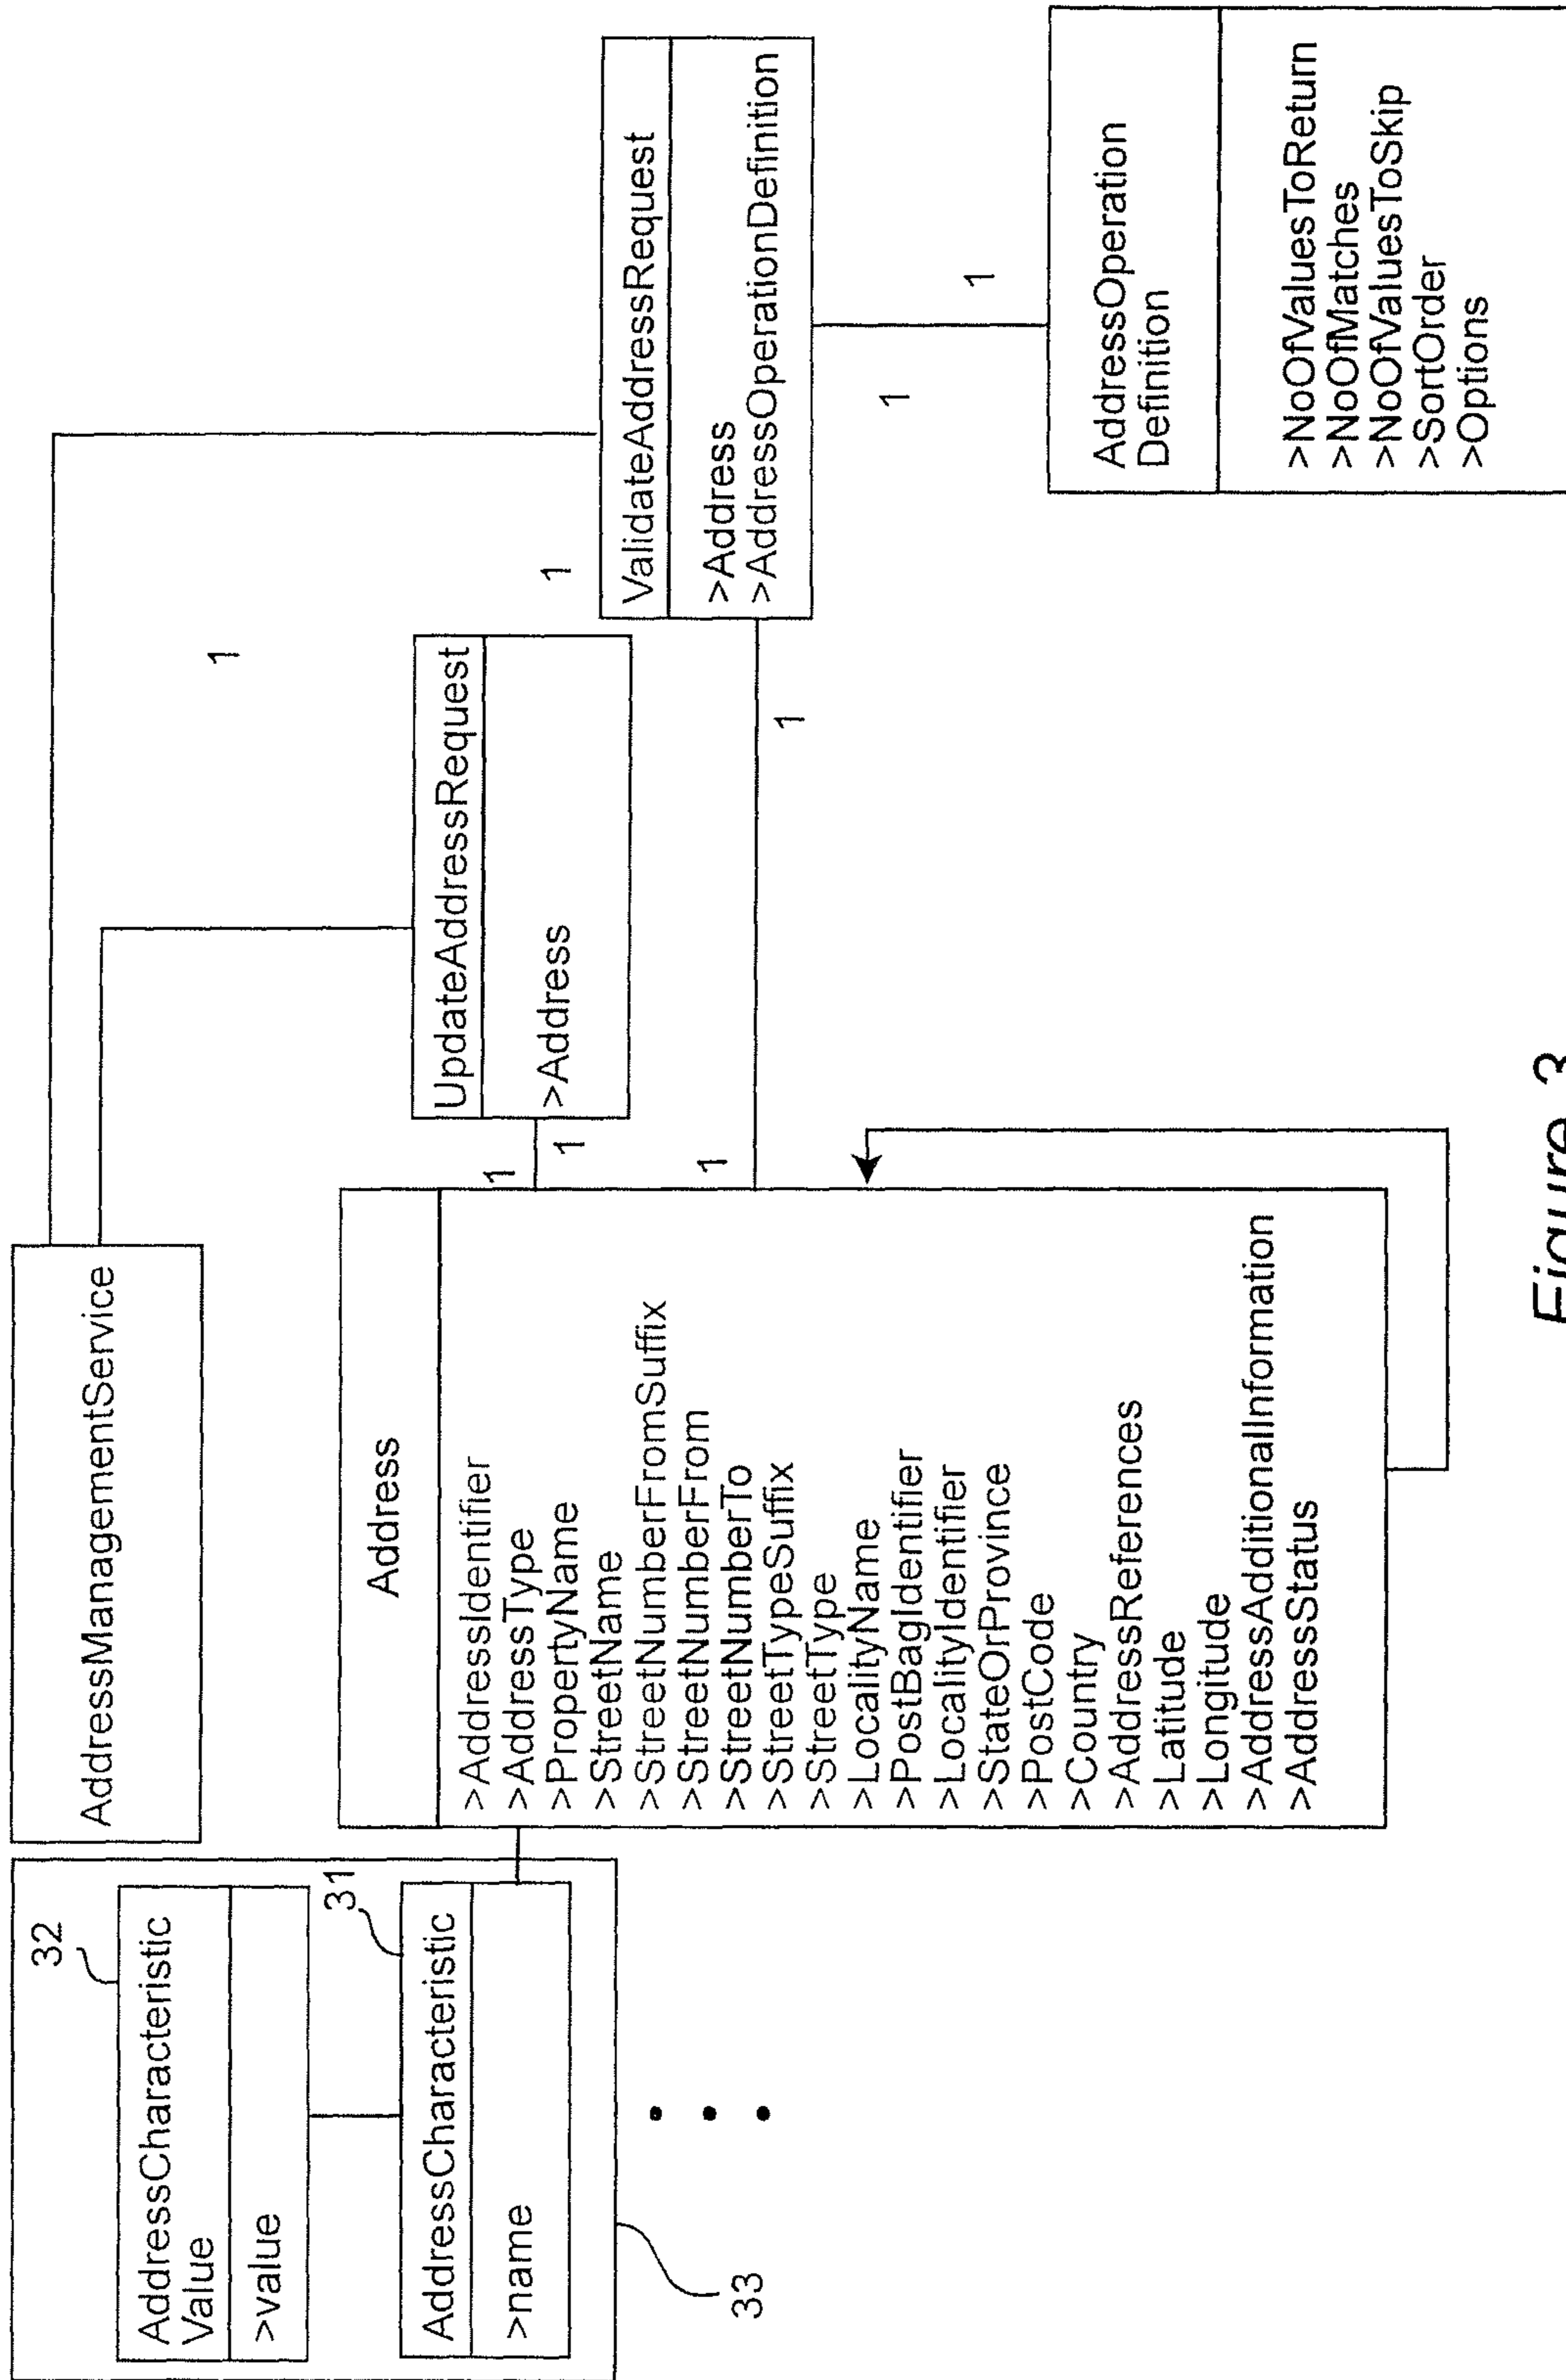 32
AddressCharacteristic
Value
>value
31
AddressCharacteristic
>name
33
AddressManagementService
Address
>AddressIdentifier
>AddressType
>PropertyName
>StreetName
>StreetNumberFromSuffix
>StreetNumberFrom
>StreetNumberTo
>StreetTypeSuffix
>StreetType
>LocalityName
>PostBagIdentifier
>LocalityIdentifier
>StateOrProvince
>PostCode
>Country
>AddressReferences
>Latitude
>Longitude
>AddressAdditionalInformation
>AddressStatus
1
1
1
UpdateAddressRequest
>Address
1
1
1
ValidateAddressRequest
>Address
>AddressOperationDefinition
1
1
AddressOperation
Definition
>NoOfValuesToReturn
>NoOfMatches
>NoOfValuesToSkip
>SortOrder
>Options
Figure 3